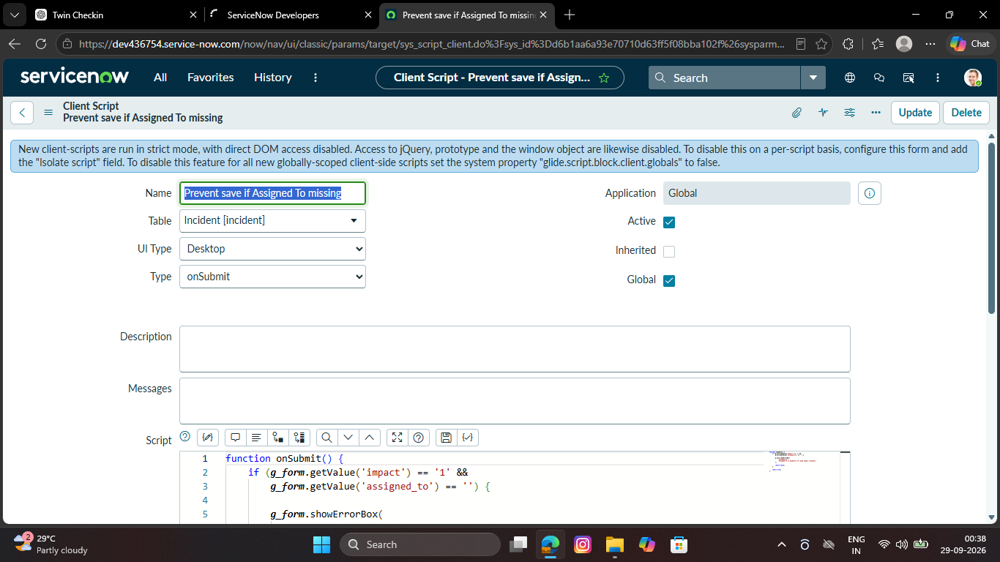 Twin Checkin
ServiceNow Developers
Prevent save if Assigned To missin
https://dev436754.service-now.com/now/nav/ui/classic/params/target/sys_script_client.do%3Fsys_id%3Dd6b1aa6a93e70710d63ff5f08bba102f%26sysparm...
Chat
servicenow
All
Favorites
History
Client Script - Prevent save if Assign...
Search
Client Script
Prevent save if Assigned To missing
Update
Delete
New client-scripts are run in strict mode, with direct DOM access disabled. Access to jQuery, prototype and the window object are likewise disabled. To disable this on a per-script basis, configure this form and add
the "Isolate script" field. To disable this feature for all new globally-scoped client-side scripts set the system property "glide.script.block.client.globals" to false.
Name Prevent save if Assigned To missing
Application Global
Table Incident [incident]
Active
UI Type Desktop
Inherited
Type onSubmit
Global
Description
Messages
Script
1 function onSubmit() {
2 if (g_form.getValue('impact') == '1' &&
3 g_form.getValue('assigned_to') == '') {
4
5 g_form.showErrorBox(
2
29°C
Partly cloudy
Search
ENG
IN
00:38
29-09-2026